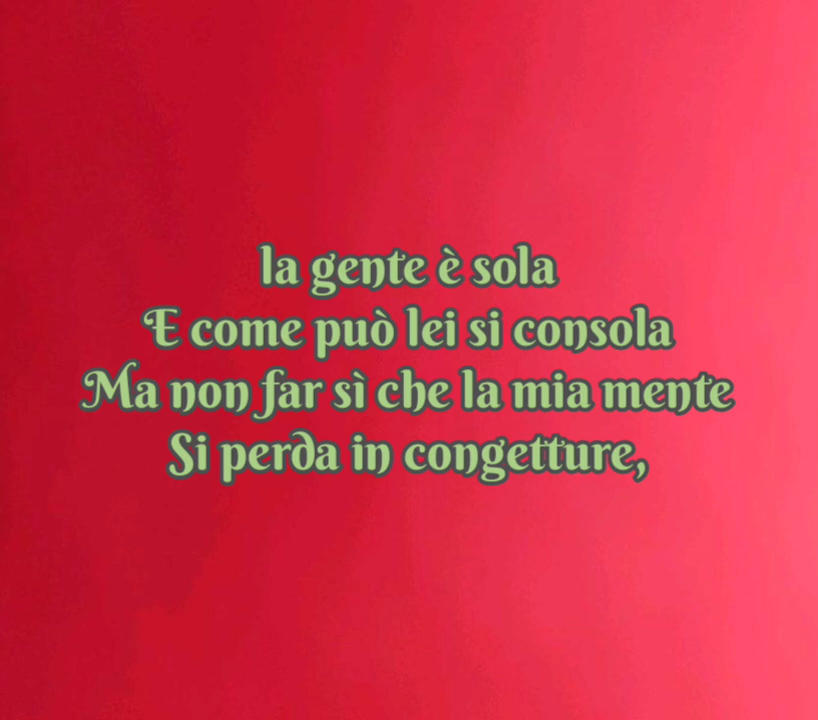 la gente è sola
E come può lei si consola
Ma non far sì che la mia mente
Si perda in congetture,